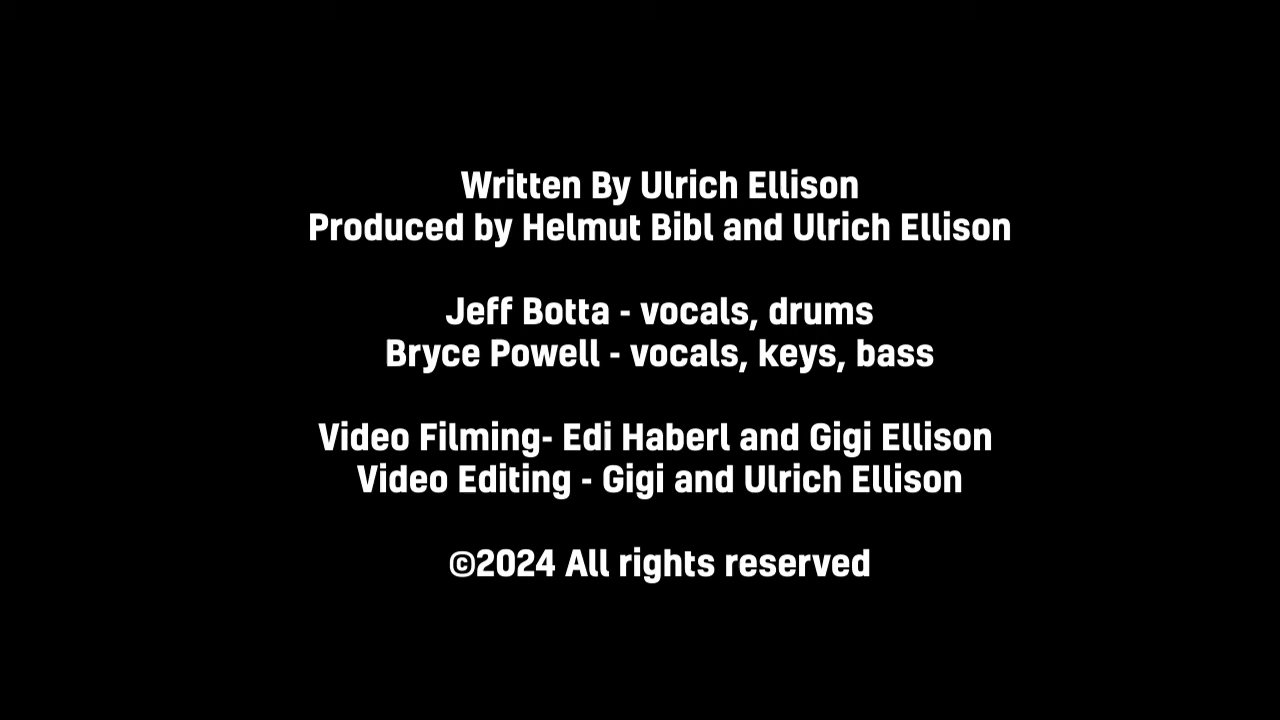 Written By Ulrich Ellison
Produced by Helmut Bibl and Ulrich Ellison
Jeff Botta - vocals, drums
Bryce Powell - vocals, keys, bass
Video Filming- Edi Haberl and Gigi Ellison
Video Editing - Gigi and Ulrich Ellison
©2024 All rights reserved